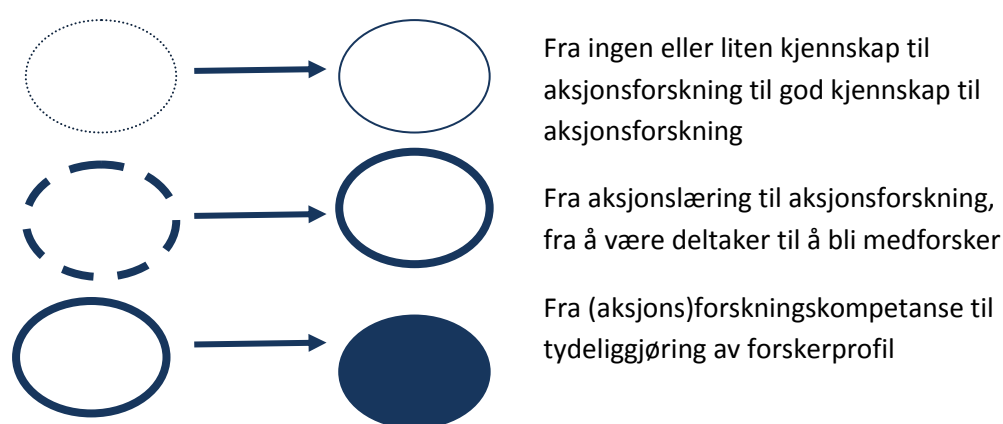 Fra ingen eller liten kjennskap til
aksjonsforskning til god kjennskap til
aksjonsforskning
Fra aksjonslæring til aksjonsforskning,
fra å være deltaker til å bli medforsker
Fra (aksjons)forskningskompetanse til
tydeliggjøring av forskerprofil